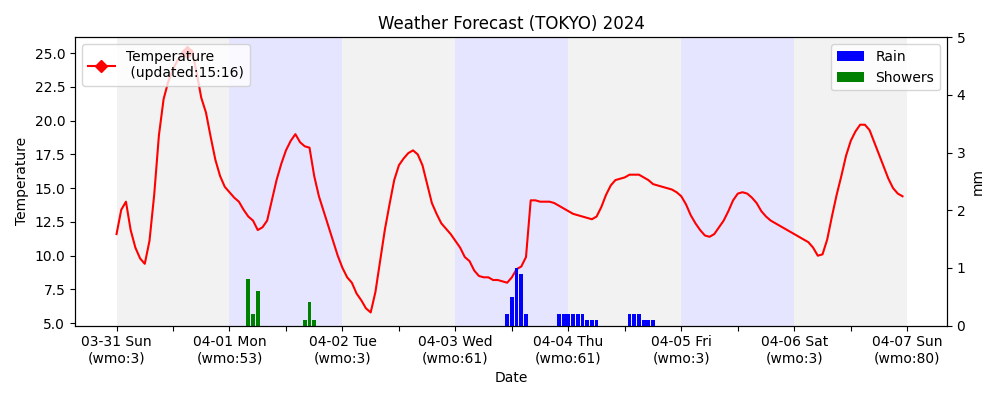 Weather Forecast (TOKYO) 2024
Temperature
(updated:15:16)
Rain
Showers
Temperature
25.0
22.5
20.0
17.5
15.0
12.5
10.0
7.5
5.0
5
4
3
2
1
0
mm
03-31 Sun
(wmo:3)
04-01 Mon
(wmo:53)
04-02 Tue
(wmo:3)
04-03 Wed
(wmo:61)
04-04 Thu
(wmo:61)
04-05 Fri
(wmo:3)
04-06 Sat
(wmo:3)
04-07 Sun
(wmo:80)
Date